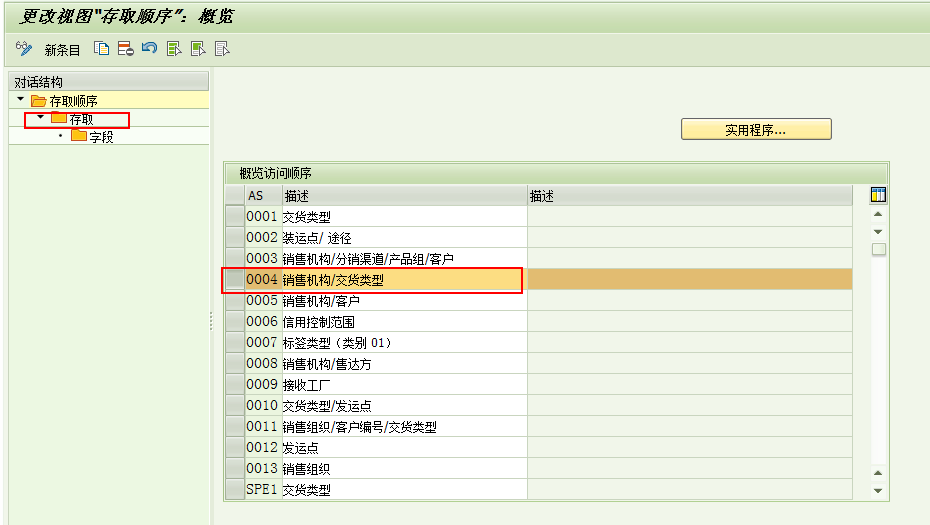 更改视图“存取顺序”：概览
新条目
对话结构
存取顺序
存取
字段
实用程序...
概览访问顺序
AS 描述 描述
0001 交货类型
0002 装运点/ 途径
0003 销售机构/分销渠道/产品组/客户
0004 销售机构/交货类型
0005 销售机构/客户
0006 信用控制范围
0007 标签类型（类别 01）
0008 销售机构/售达方
0009 接收工厂
0010 交货类型/发运点
0011 销售组织/客户编号/交货类型
0012 发运点
0013 销售组织
SPE1 交货类型